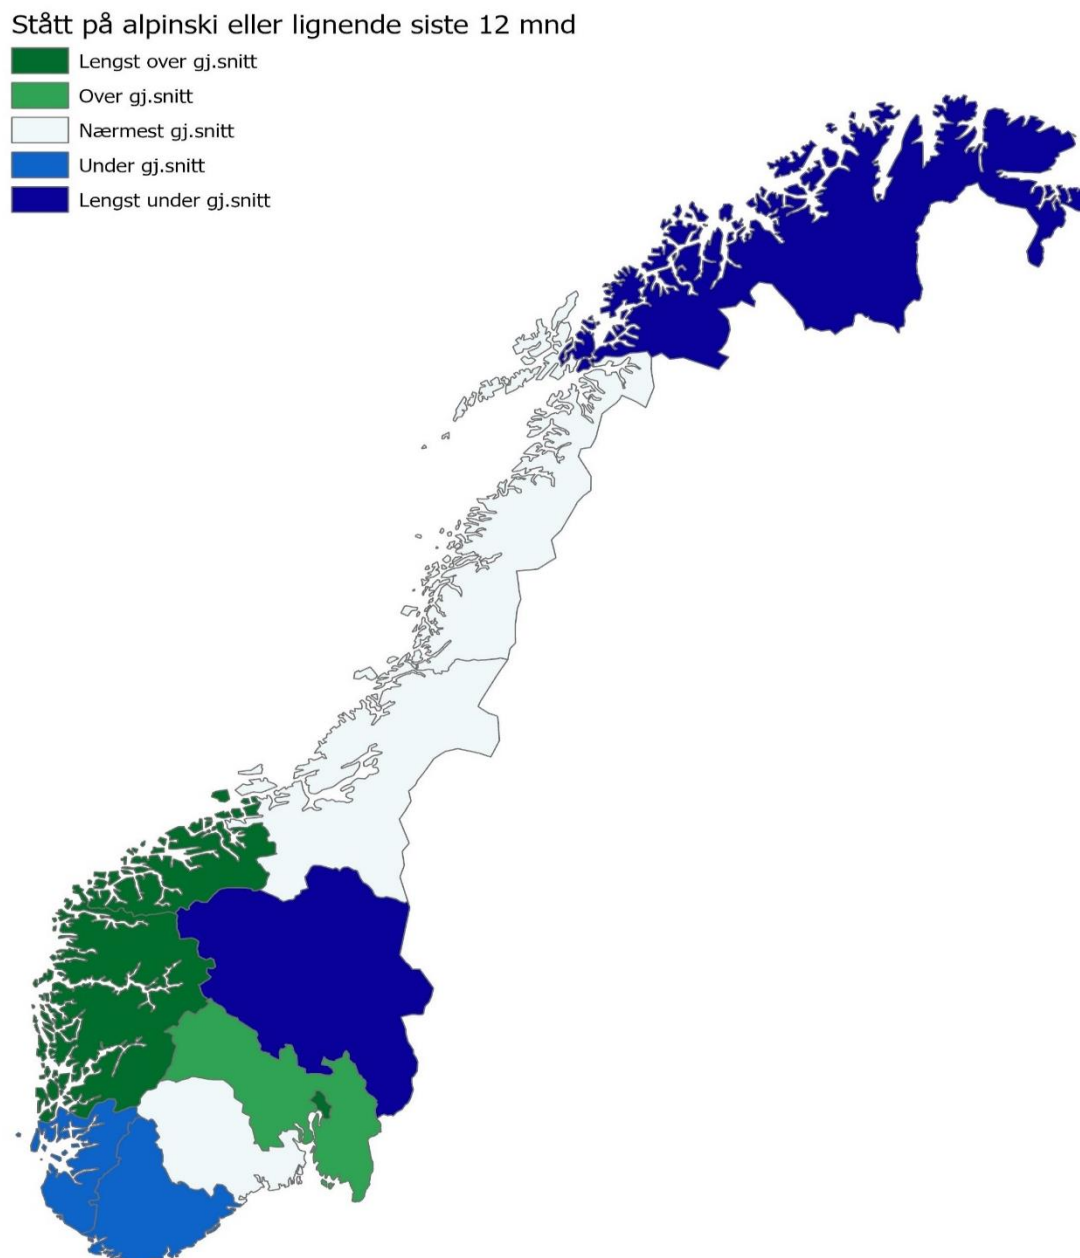 Stått på alpinski eller lignende siste 12 mnd
Lengst over gj.snitt
Over gj.snitt
Nærmest gj.snitt
Under gj.snitt
Lengst under gj.snitt